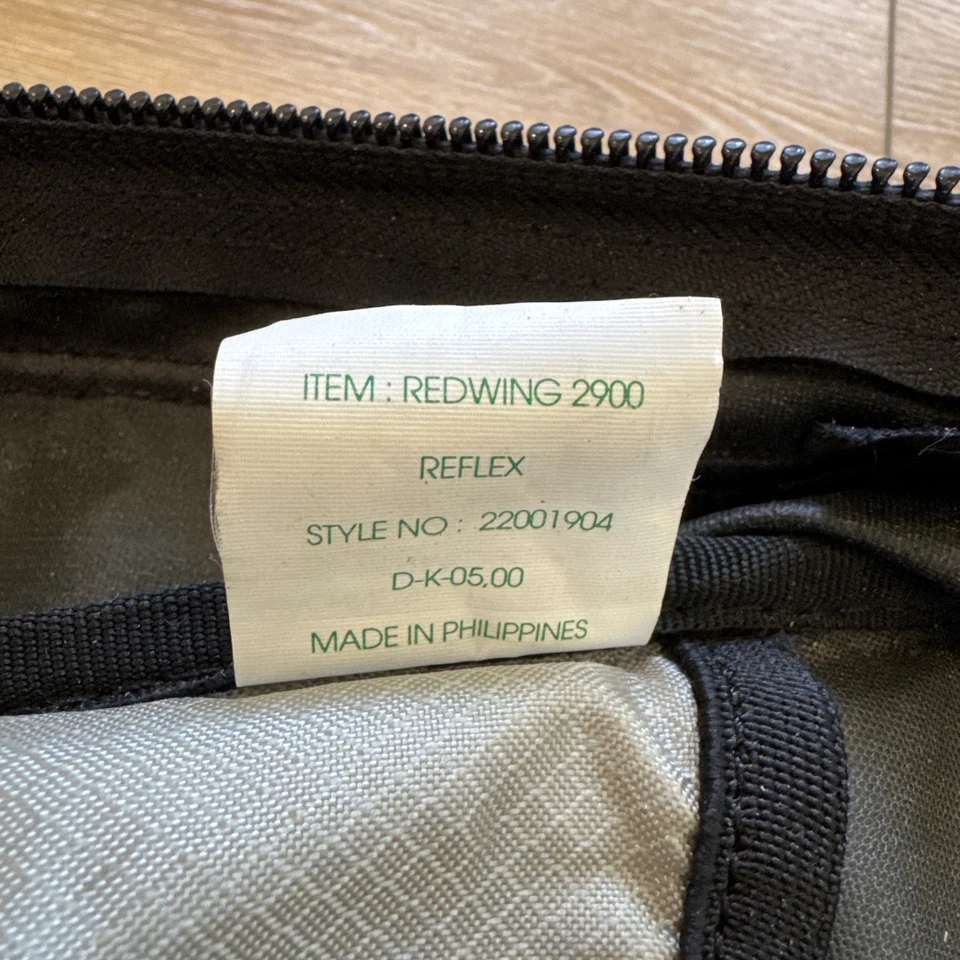 ITEM : REDWING 2900
REFLEX
STYLE NO : 22001904
D-K-05,00
MADE IN PHILIPPINES